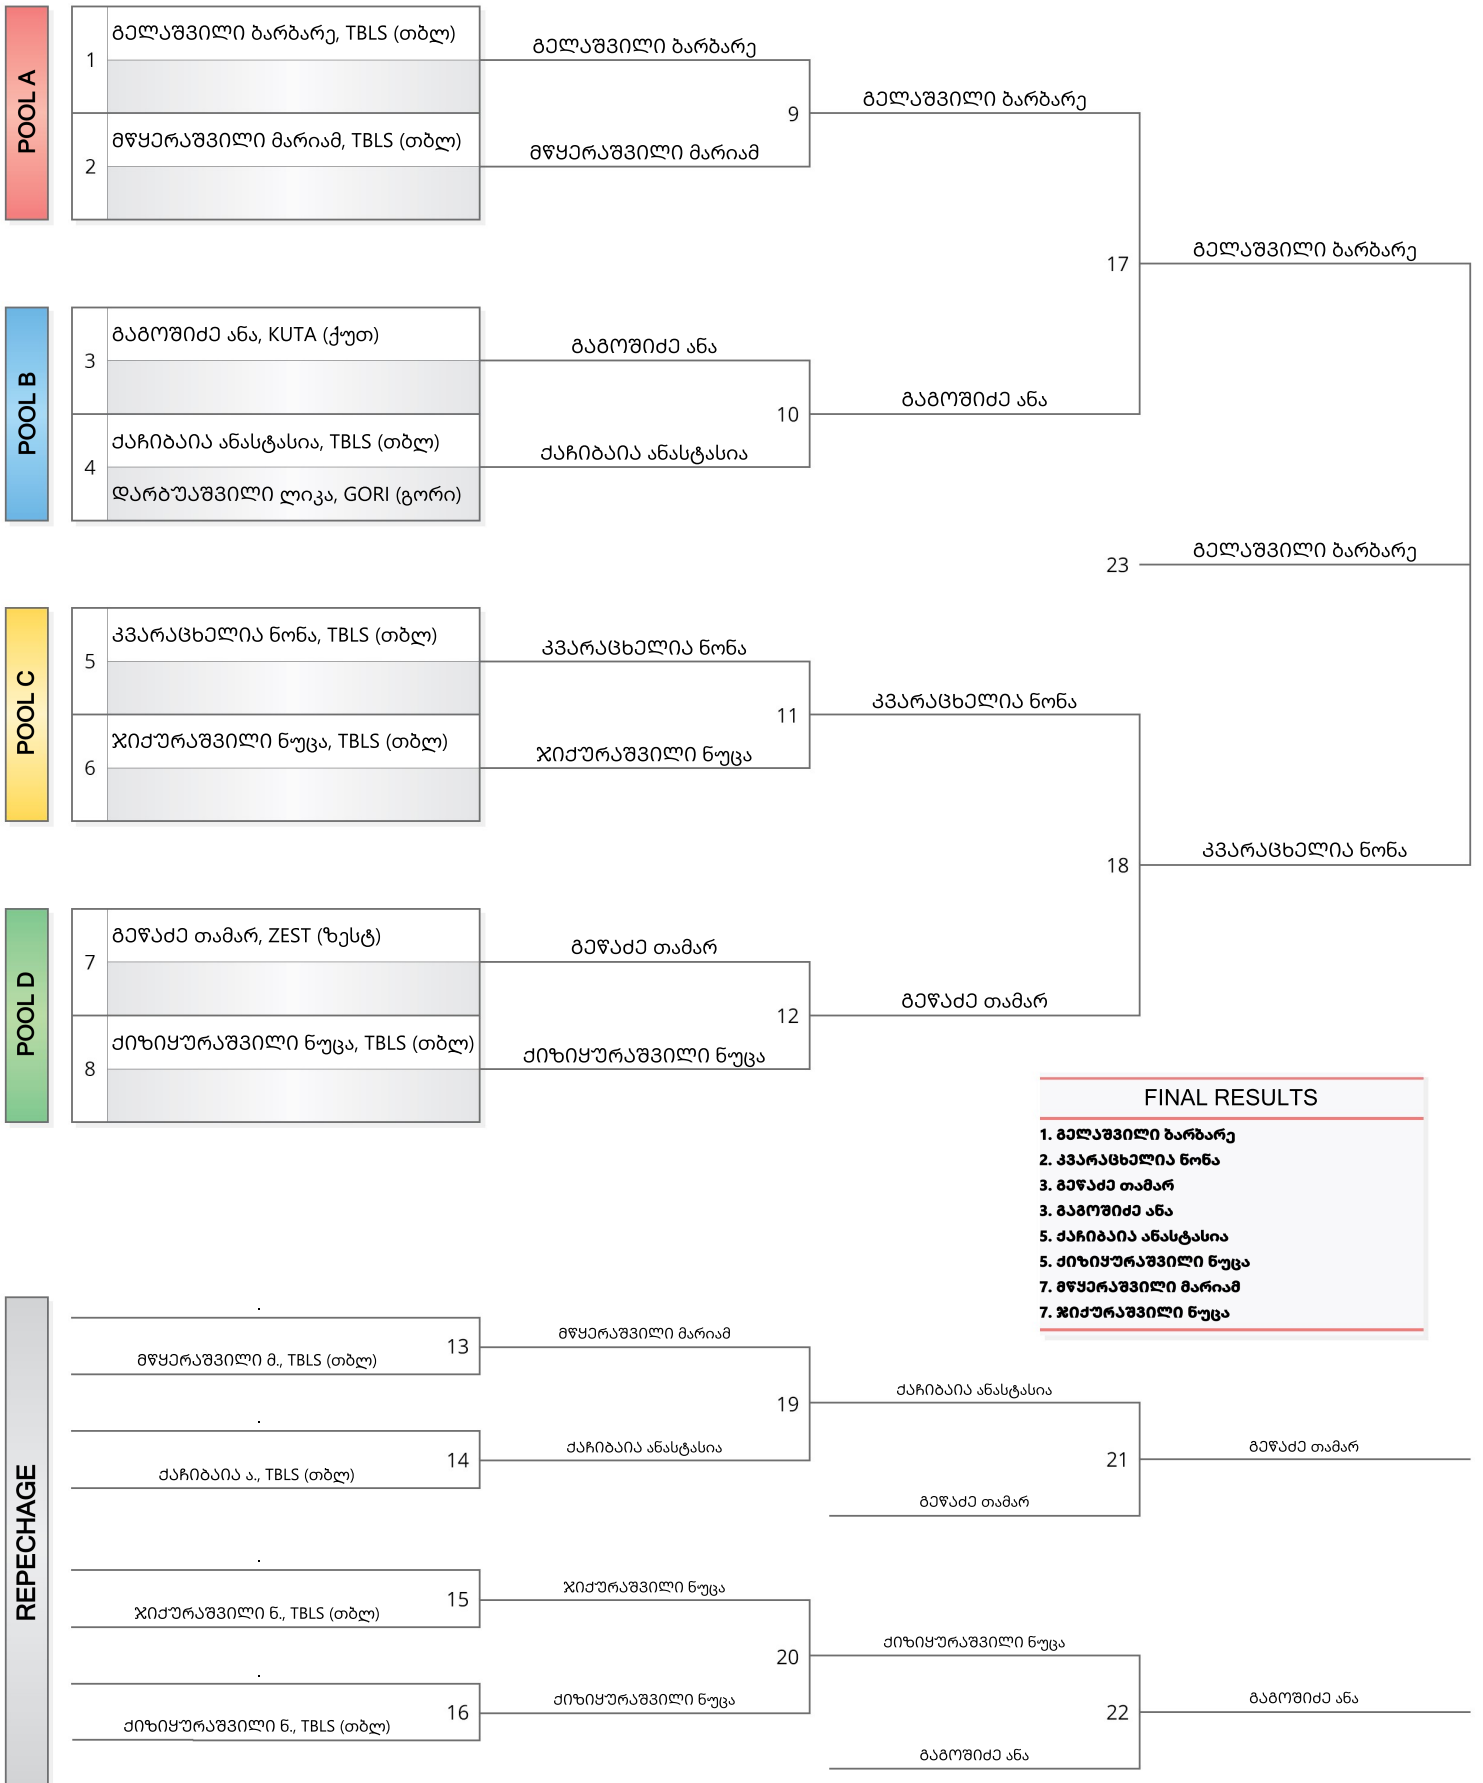 POOL A
1
ᲒᲔᲚᲐᲨᲕᲘᲚᲘ ბარბარე, TBLS (თბლ)
2
ᲛᲬᲧᲔᲠᲐᲨᲕᲘᲚᲘ მარიამ, TBLS (თბლ)
ᲒᲔᲚᲐᲨᲕᲘᲚᲘ ბარბარე
9
ᲛᲬᲧᲔᲠᲐᲨᲕᲘᲚᲘ მარიამ
ᲒᲔᲚᲐᲨᲕᲘᲚᲘ ბარბარე
17
ᲒᲔᲚᲐᲨᲕᲘᲚᲘ ბარბარე
POOL B
3
ᲒᲐᲒᲝᲨᲘᲫᲔ ანა, KUTA (ქუთ)
4
ᲥᲐᲩᲘᲑᲐᲘᲐ ანასტასია, TBLS (თბლ)
ᲓᲐᲠᲑᲣᲐᲨᲕᲘᲚᲘ ლიკა, GORI (გორი)
ᲒᲐᲒᲝᲨᲘᲫᲔ ანა
10
ᲥᲐᲩᲘᲑᲐᲘᲐ ანასტასია
ᲒᲐᲒᲝᲨᲘᲫᲔ ანა
23
ᲒᲔᲚᲐᲨᲕᲘᲚᲘ ბარბარე
POOL C
5
ᲙᲕᲐᲠᲐᲪᲮᲔᲚᲘᲐ ნონა, TBLS (თბლ)
6
ᲯᲘᲥᲣᲠᲐᲨᲕᲘᲚᲘ ნუცა, TBLS (თბლ)
ᲙᲕᲐᲠᲐᲪᲮᲔᲚᲘᲐ ნონა
11
ᲯᲘᲥᲣᲠᲐᲨᲕᲘᲚᲘ ნუცა
ᲙᲕᲐᲠᲐᲪᲮᲔᲚᲘᲐ ნონა
18
ᲙᲕᲐᲠᲐᲪᲮᲔᲚᲘᲐ ნონა
POOL D
7
ᲒᲔᲬᲐᲫᲔ თამარ, ZEST (ზესტ)
8
ᲥᲘᲖᲘᲧᲣᲠᲐᲨᲕᲘᲚᲘ ნუცა, TBLS (თბლ)
ᲒᲔᲬᲐᲫᲔ თამარ
12
ᲥᲘᲖᲘᲧᲣᲠᲐᲨᲕᲘᲚᲘ ნუცა
ᲒᲔᲬᲐᲫᲔ თამარ
FINAL RESULTS
1. ᲒᲔᲚᲐᲨᲕᲘᲚᲘ ბარბარე
2. ᲙᲕᲐᲠᲐᲪᲮᲔᲚᲘᲐ ნონა
3. ᲒᲔᲬᲐᲫᲔ თამარ
3. ᲒᲐᲒᲝᲨᲘᲫᲔ ანა
5. ᲥᲐᲩᲘᲑᲐᲘᲐ ანასტასია
5. ᲥᲘᲖᲘᲧᲣᲠᲐᲨᲕᲘᲚᲘ ნუცა
7. ᲛᲬᲧᲔᲠᲐᲨᲕᲘᲚᲘ მარიამ
7. ᲯᲘᲥᲣᲠᲐᲨᲕᲘᲚᲘ ნუცა
REPECHAGE
.
13
ᲛᲬᲧᲔᲠᲐᲨᲕᲘᲚᲘ მ., TBLS (თბლ)
.
14
ᲥᲐᲩᲘᲑᲐᲘᲐ ა., TBLS (თბლ)
ᲛᲬᲧᲔᲠᲐᲨᲕᲘᲚᲘ მარიამ
19
ᲥᲐᲩᲘᲑᲐᲘᲐ ანასტასია
ᲥᲐᲩᲘᲑᲐᲘᲐ ანასტასია
21
ᲒᲔᲬᲐᲫᲔ თამარ
ᲒᲔᲬᲐᲫᲔ თამარ
.
15
ᲯᲘᲥᲣᲠᲐᲨᲕᲘᲚᲘ ნ., TBLS (თბლ)
.
16
ᲥᲘᲖᲘᲧᲣᲠᲐᲨᲕᲘᲚᲘ ნ., TBLS (თბლ)
ᲯᲘᲥᲣᲠᲐᲨᲕᲘᲚᲘ ნუცა
20
ᲥᲘᲖᲘᲧᲣᲠᲐᲨᲕᲘᲚᲘ ნუცა
ᲥᲘᲖᲘᲧᲣᲠᲐᲨᲕᲘᲚᲘ ნუცა
22
ᲒᲐᲒᲝᲨᲘᲫᲔ ანა
ᲒᲐᲒᲝᲨᲘᲫᲔ ანა